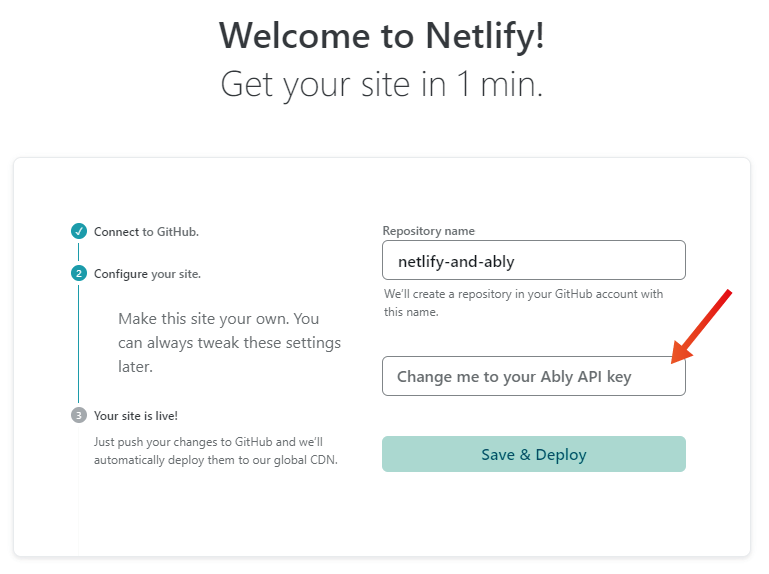 Welcome to Netlify!
Get your site in 1 min.
Connect to GitHub.
2 Configure your site.
Make this site your own. You
can always tweak these settings
later.
3 Your site is live!
Just push your changes to GitHub and we'll
automatically deploy them to our global CDN.
Repository name
netlify-and-ably
We'll create a repository in your GitHub account with
this name.
Change me to your Ably API key
Save & Deploy